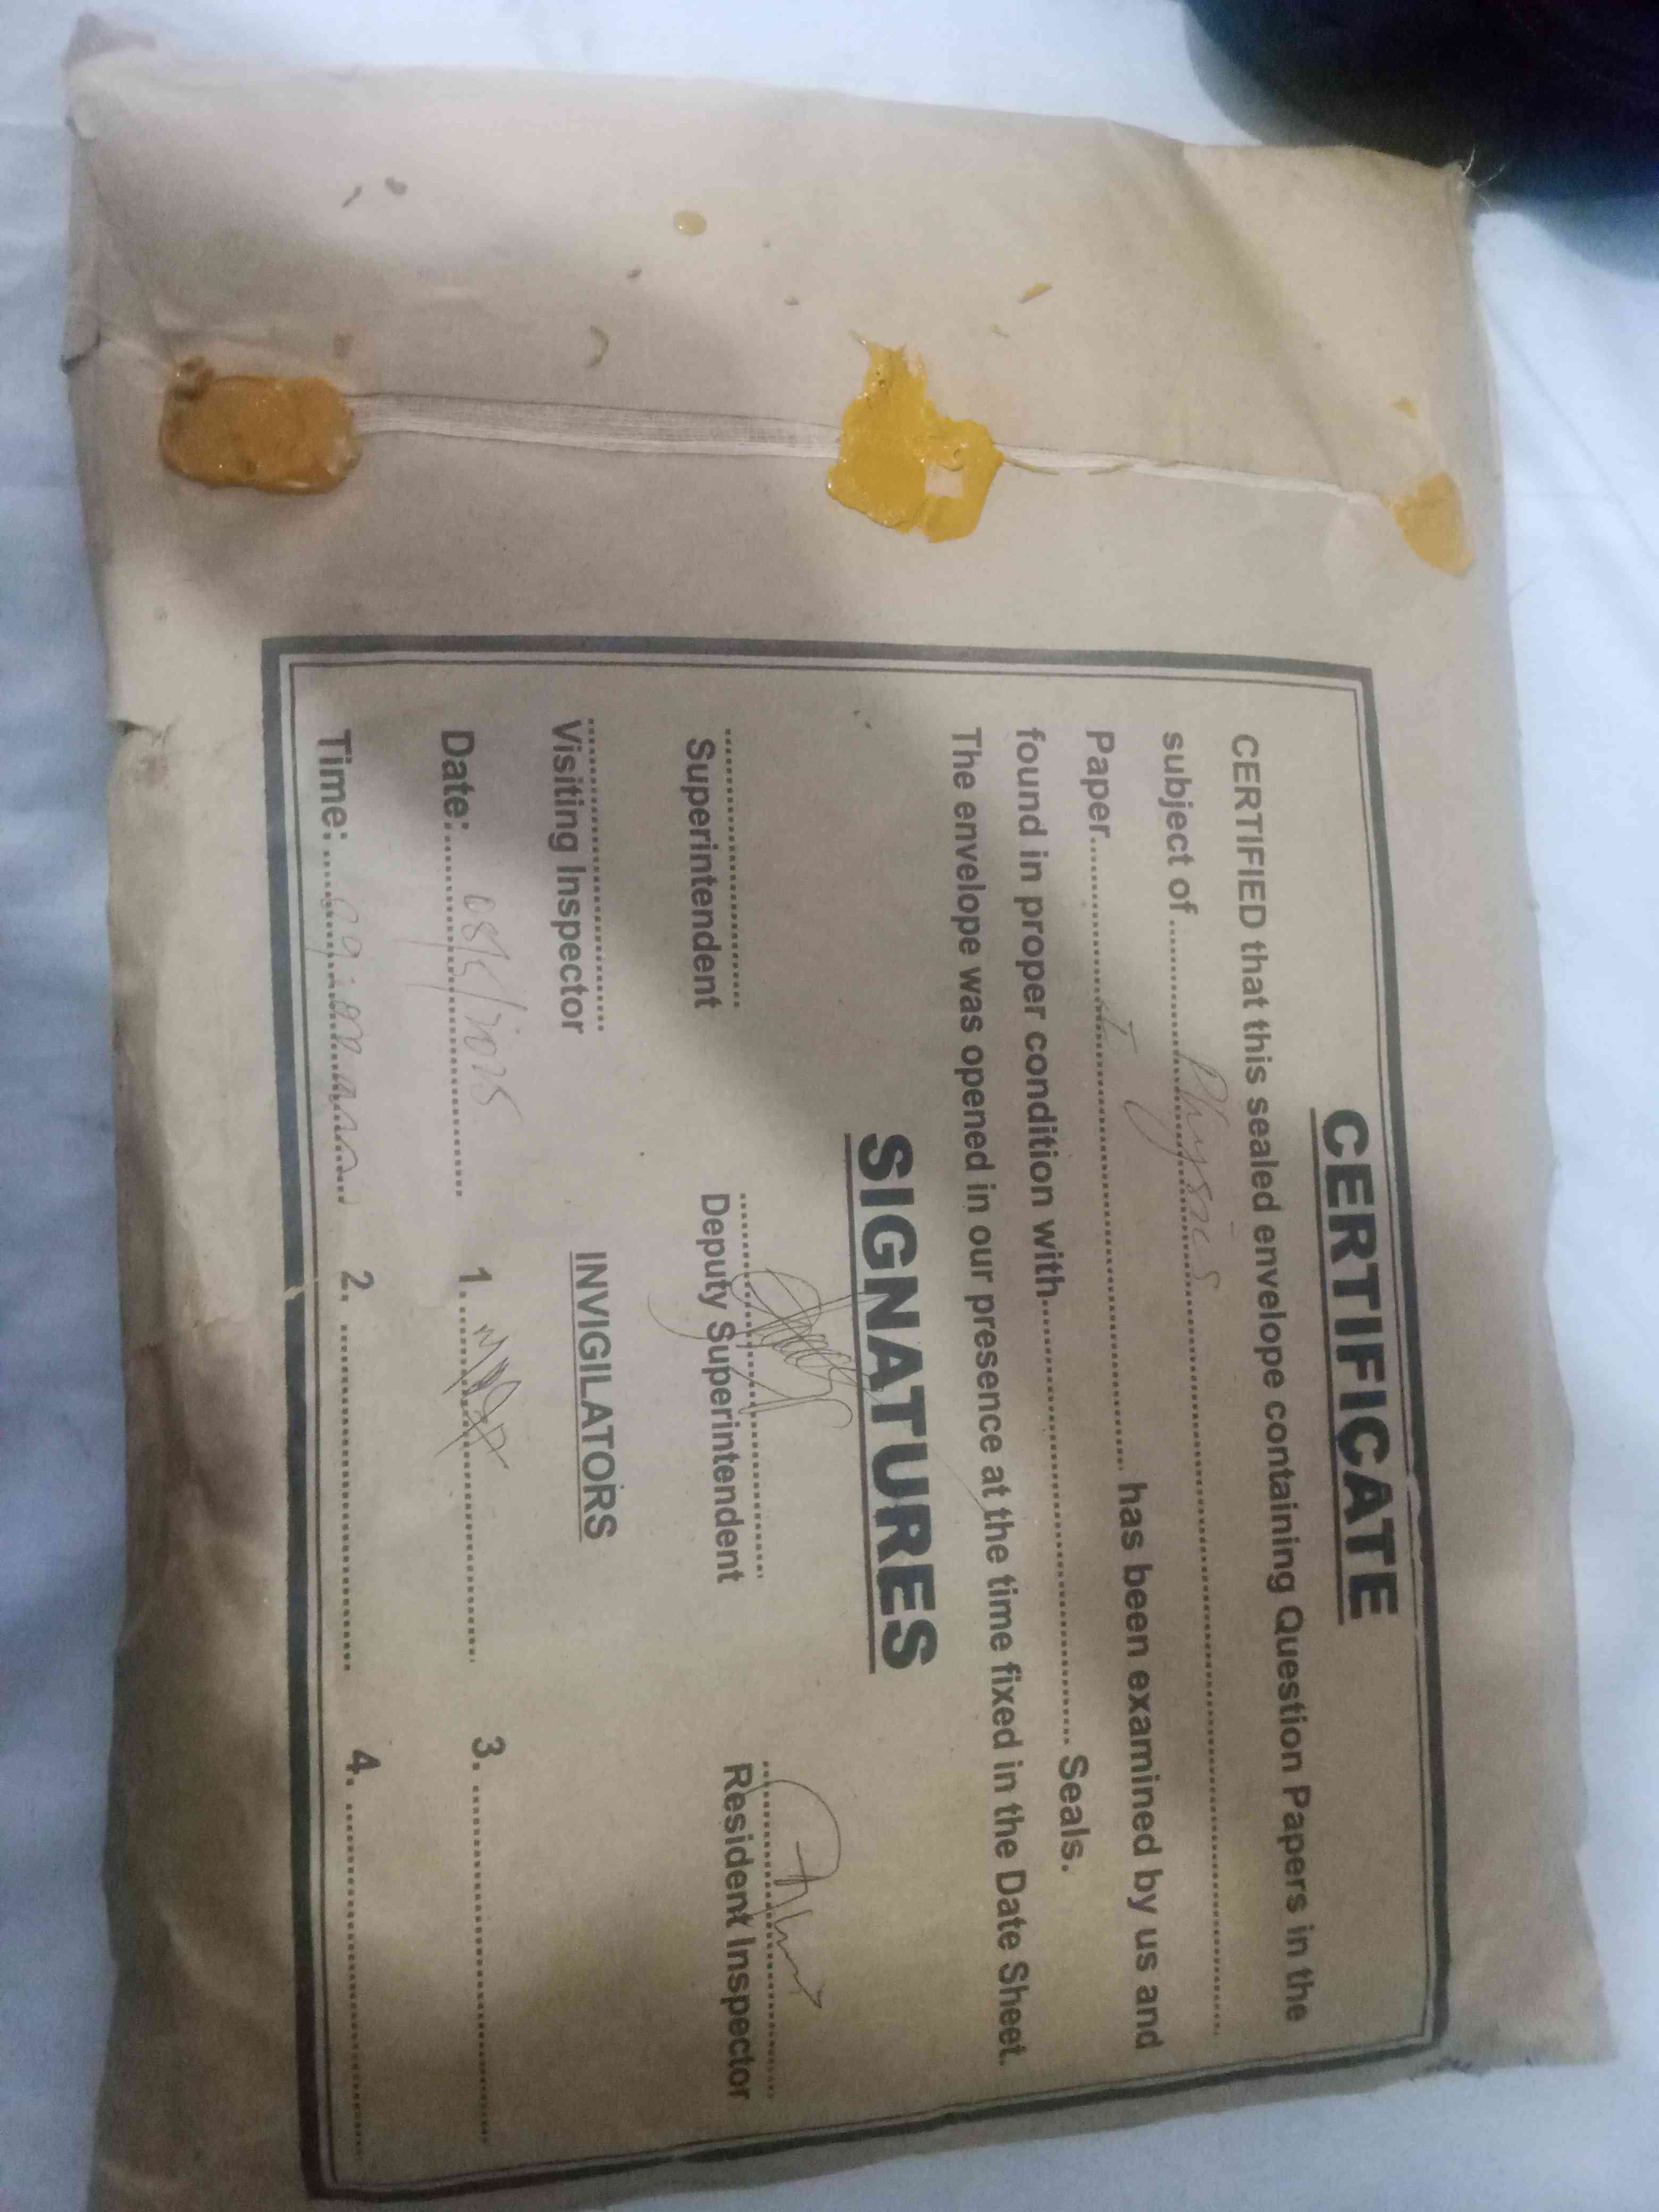 CERTIFICATE
CERTIFIED that this sealed envelope containing Question Papers in the
subject of Physics
Paper I has been examined by us and
found in proper condition with Seals.
The envelope was opened in our presence at the time fixed in the Date Sheet.
SIGNATURES
Superintendent Deputy Superintendent Resident Inspector
Visiting Inspector INVIGILATORS
Date: 1. 3.
Time: 2. 4.